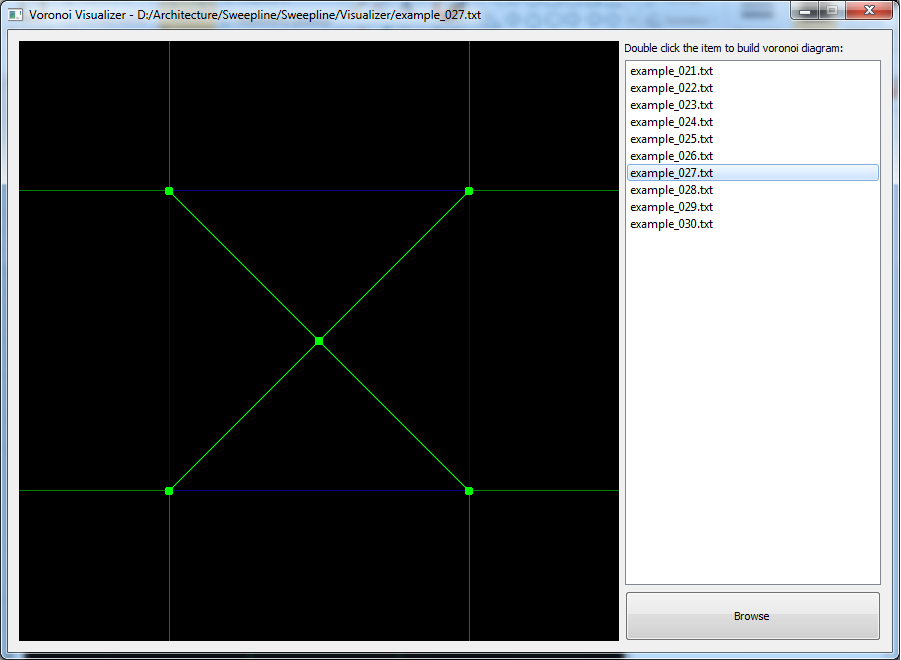 Voronoi Visualizer - D:/Architecture/Sweepline/Sweepline/Visualizer/example_027.txt
Double click the item to build voronoi diagram:
example_021.txt
example_022.txt
example_023.txt
example_024.txt
example_025.txt
example_026.txt
example_027.txt
example_028.txt
example_029.txt
example_030.txt
Browse